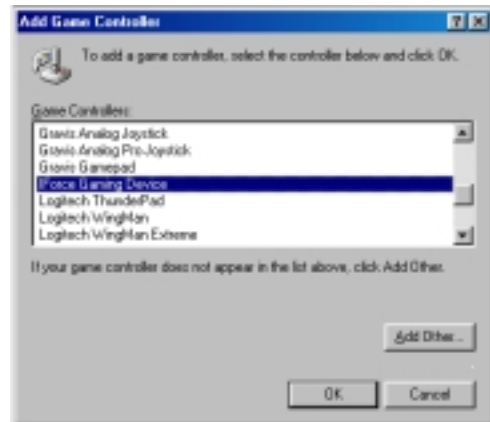 Add Game Controller
To add a game controller, select the controller below and click OK.
Game Controllers:
Gravis Analog Joystick
Gravis Analog Pro Joystick
Gravis Gamepad
IForce Gaming Device
Logitech ThunderPad
Logitech WingMan
Logitech WingMan Extreme
If your game controller does not appear in the list above, click Add Other.
Add Other...
OK
Cancel